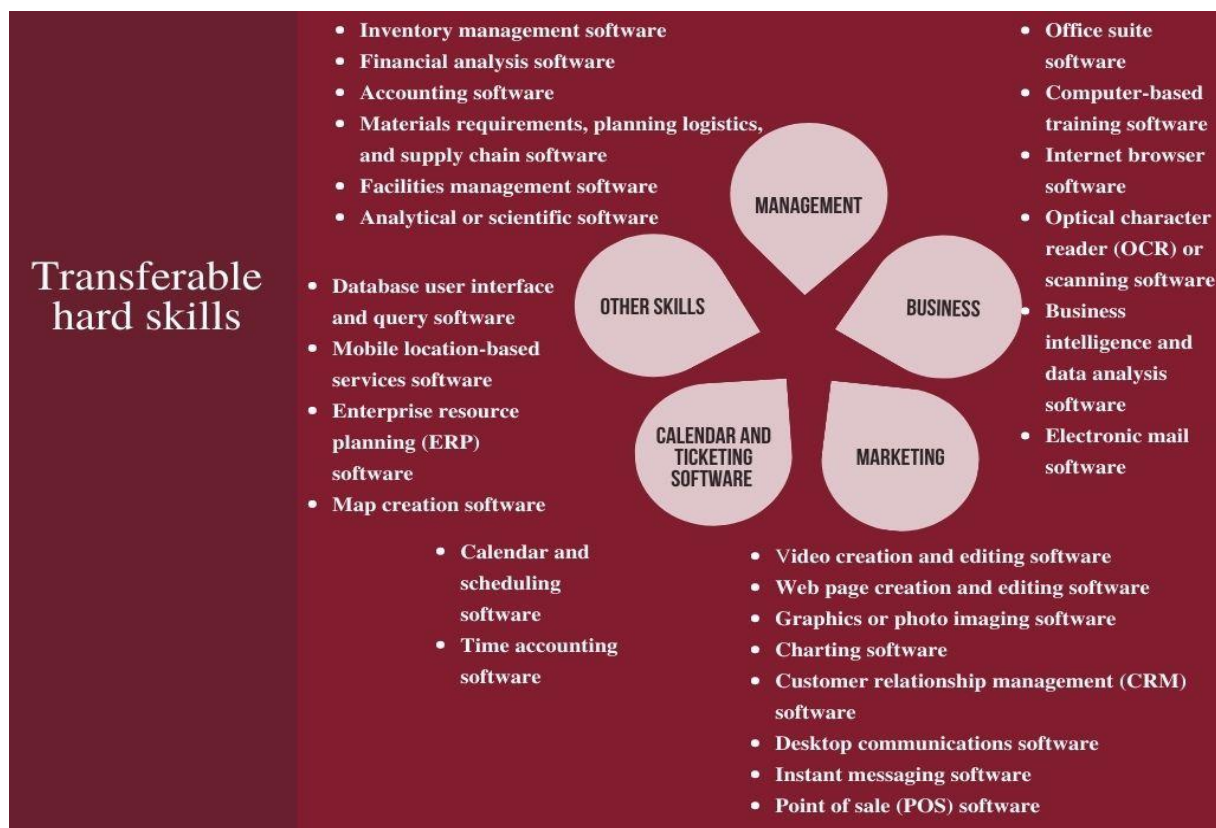 Transferable
hard skills
• Inventory management software
• Financial analysis software
• Accounting software
• Materials requirements, planning logistics,
and supply chain software
• Facilities management software
• Analytical or scientific software
• Database user interface
and query software
• Mobile location-based
services software
• Enterprise resource
planning (ERP)
software
• Map creation software
• Calendar and
scheduling
software
• Time accounting
software
MANAGEMENT
OTHER SKILLS
BUSINESS
CALENDAR AND
TICKETING
SOFTWARE
MARKETING
• Office suite
software
• Computer-based
training software
• Internet browser
software
• Optical character
reader (OCR) or
scanning software
• Business
intelligence and
data analysis
software
• Electronic mail
software
• Video creation and editing software
• Web page creation and editing software
• Graphics or photo imaging software
• Charting software
• Customer relationship management (CRM)
software
• Desktop communications software
• Instant messaging software
• Point of sale (POS) software